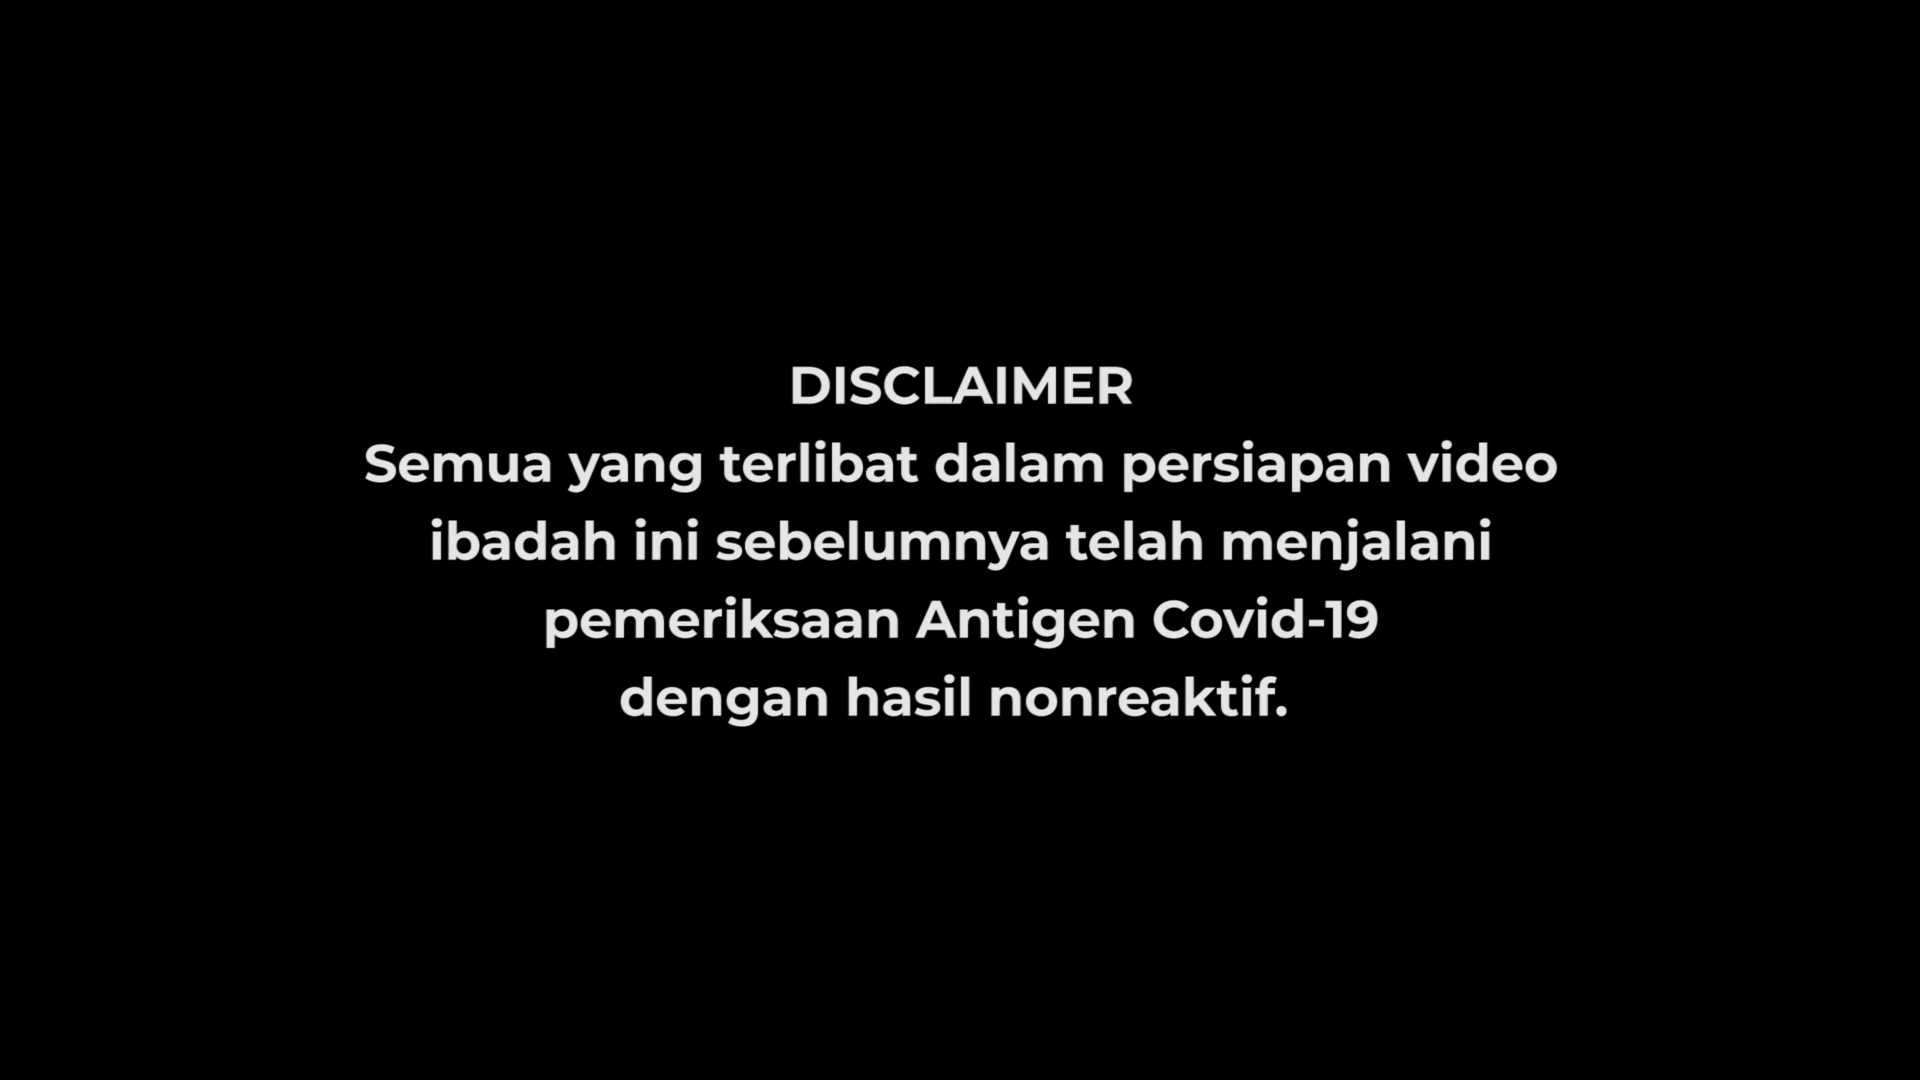 DISCLAIMER
Semua yang terlibat dalam persiapan video
ibadah ini sebelumnya telah menjalani
pemeriksaan Antigen Covid-19
dengan hasil nonreaktif.